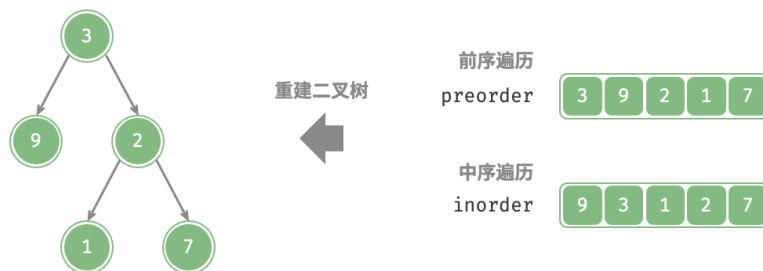 3
9
2
1
7
重建二叉树
前序遍历
preorder 3 9 2 1 7
中序遍历
inorder 9 3 1 2 7